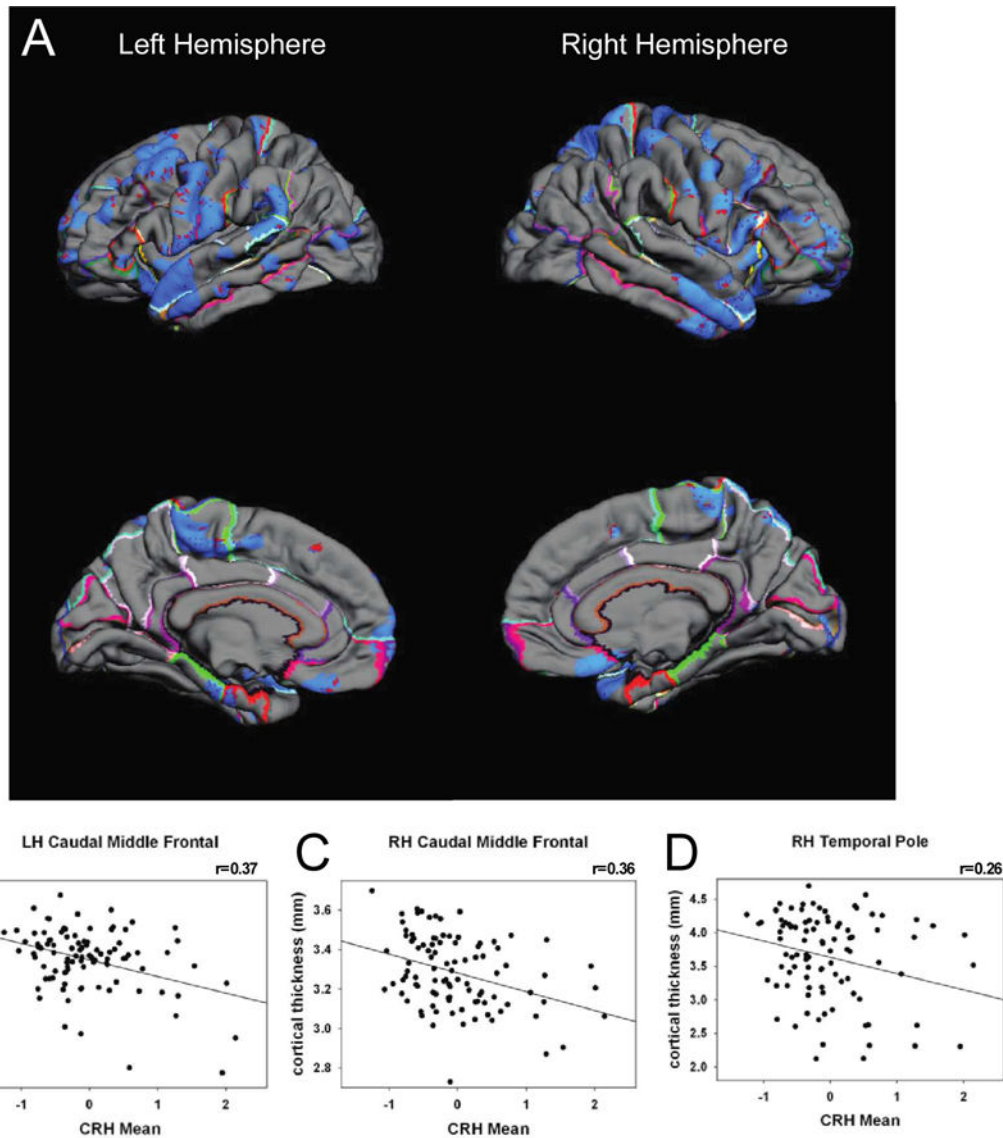 A
Left Hemisphere Right Hemisphere
LH Caudal Middle Frontal
r=0.37
-1 0 1 2
CRH Mean
C
RH Caudal Middle Frontal
r=0.36
cortical thickness (mm)
3.6
3.4
3.2
3.0
2.8
-1 0 1 2
CRH Mean
D
RH Temporal Pole
r=0.26
cortical thickness (mm)
4.5
4.0
3.5
3.0
2.5
2.0
-1 0 1 2
CRH Mean